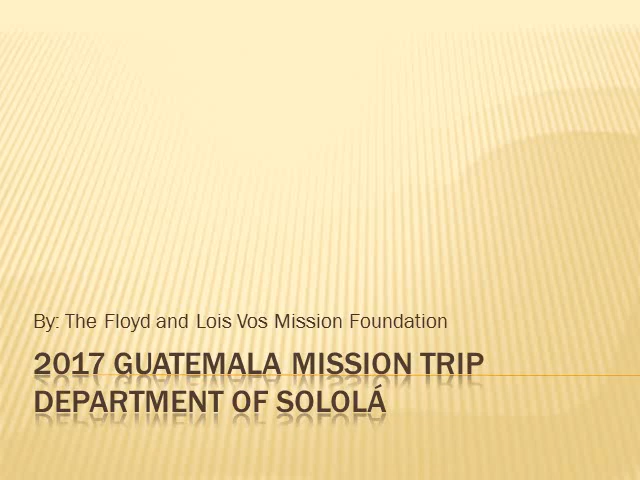 By: The Floyd and Lois Vos Mission Foundation
2017 GUATEMALA MISSION TRIP
DEPARTMENT OF SOLOLÁ